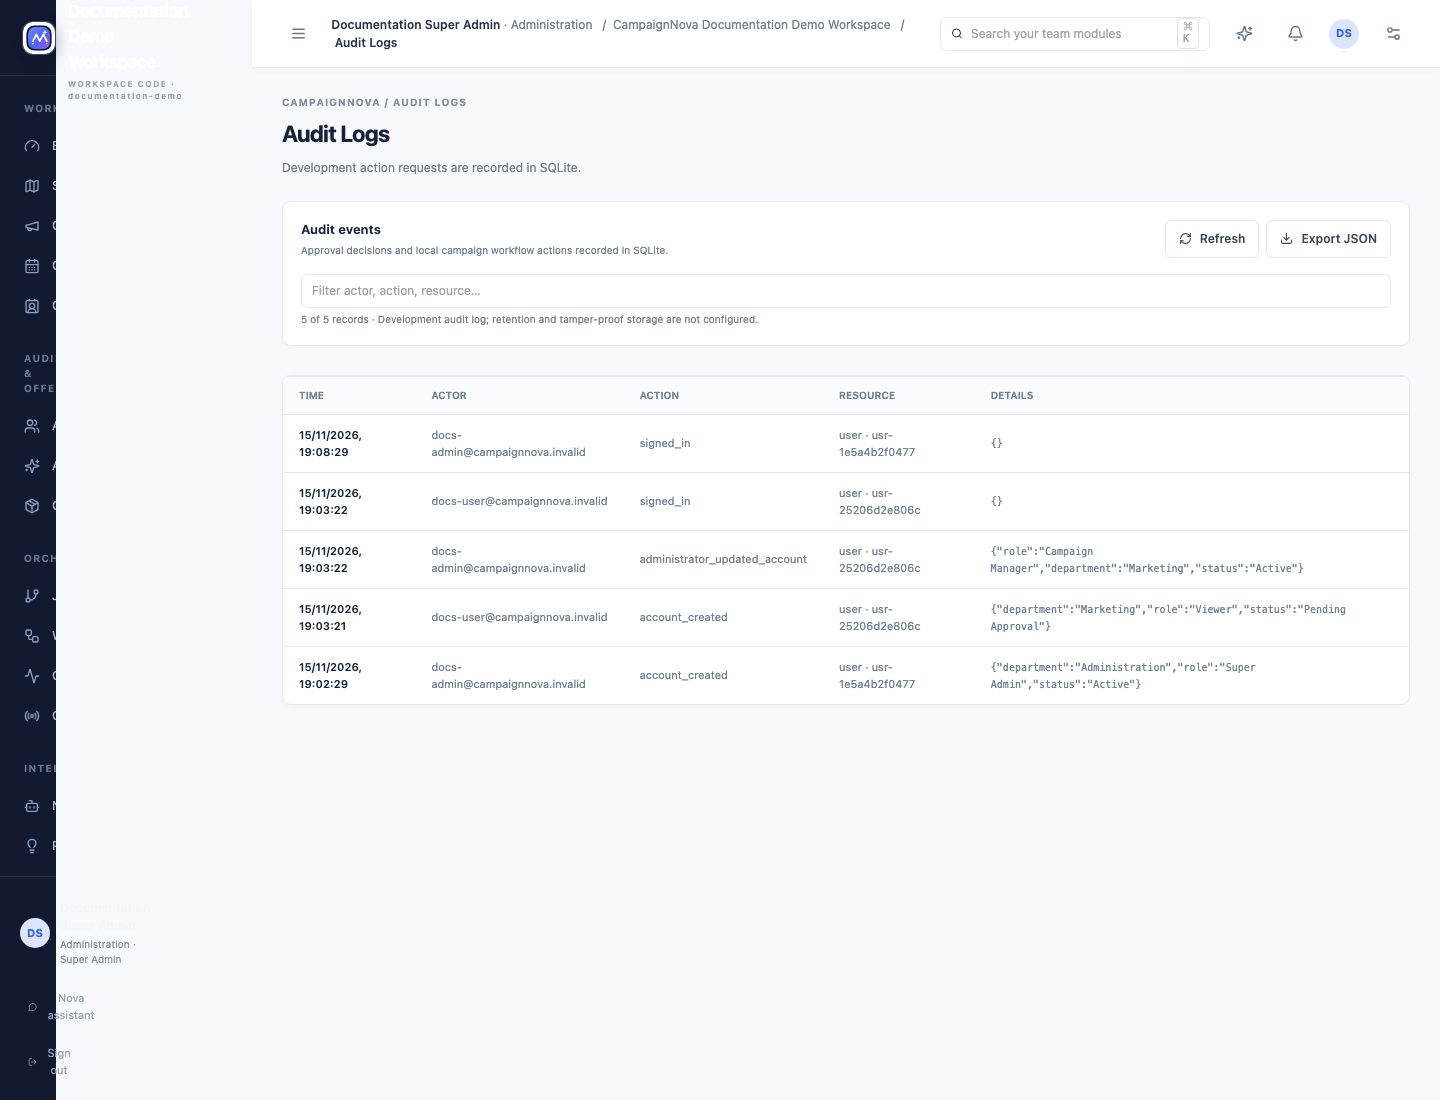 Documentation
Demo
Workspace
WORKSPACE CODE ·
documentation-demo
WORK
AUDI
&
OFFE
ORCH
INTE
DS
Documentation
Super Admin
Administration ·
Super Admin
Nova
assistant
Sign
out
Documentation Super Admin · Administration / CampaignNova Documentation Demo Workspace /
Audit Logs
Search your team modules
⌘
K
DS
CAMPAIGNNOVA / AUDIT LOGS
Audit Logs
Development action requests are recorded in SQLite.
Audit events
Approval decisions and local campaign workflow actions recorded in SQLite.
Refresh
Export JSON
Filter actor, action, resource...
5 of 5 records · Development audit log; retention and tamper-proof storage are not configured.
TIME ACTOR ACTION RESOURCE DETAILS
15/11/2026, docs- user · usr-
19:08:29 admin@campaignnova.invalid signed_in 1e5a4b2f0477 {}
15/11/2026, user · usr-
19:03:22 docs-user@campaignnova.invalid signed_in 25206d2e806c {}
15/11/2026, docs- user · usr- {"role":"Campaign
19:03:22 admin@campaignnova.invalid administrator_updated_account 25206d2e806c Manager","department":"Marketing","status":"Active"}
15/11/2026, user · usr- {"department":"Marketing","role":"Viewer","status":"Pending
19:03:21 docs-user@campaignnova.invalid account_created 25206d2e806c Approval"}
15/11/2026, docs- user · usr- {"department":"Administration","role":"Super
19:02:29 admin@campaignnova.invalid account_created 1e5a4b2f0477 Admin","status":"Active"}